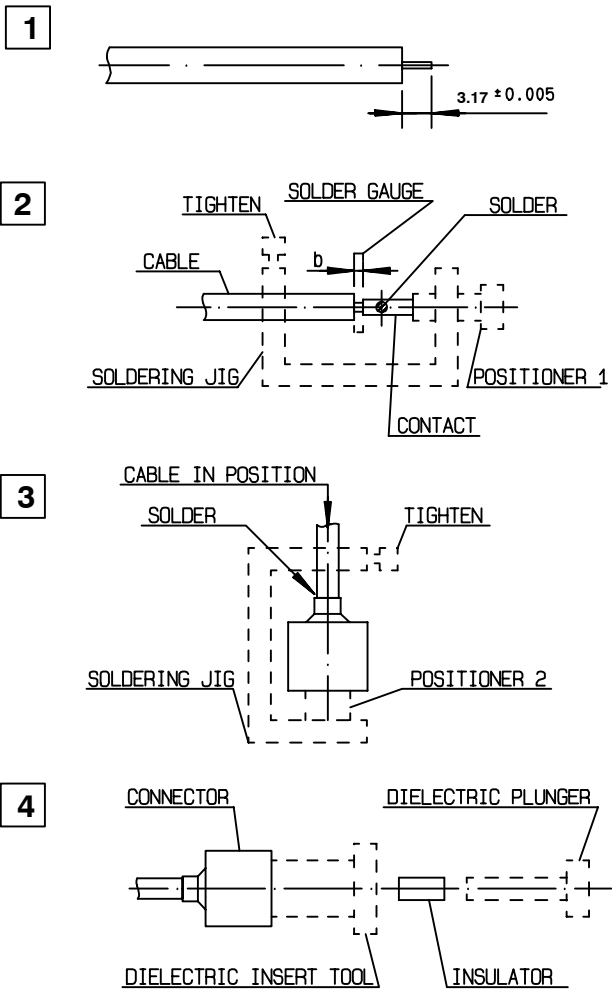 1
3.17 ±0.005
2
TIGHTEN
SOLDER GAUGE
SOLDER
CABLE
b
SOLDERING JIG
POSITIONER 1
CONTACT
3
CABLE IN POSITION
SOLDER
TIGHTEN
SOLDERING JIG
POSITIONER 2
4
CONNECTOR
DIELECTRIC PLUNGER
DIELECTRIC INSERT TOOL
INSULATOR